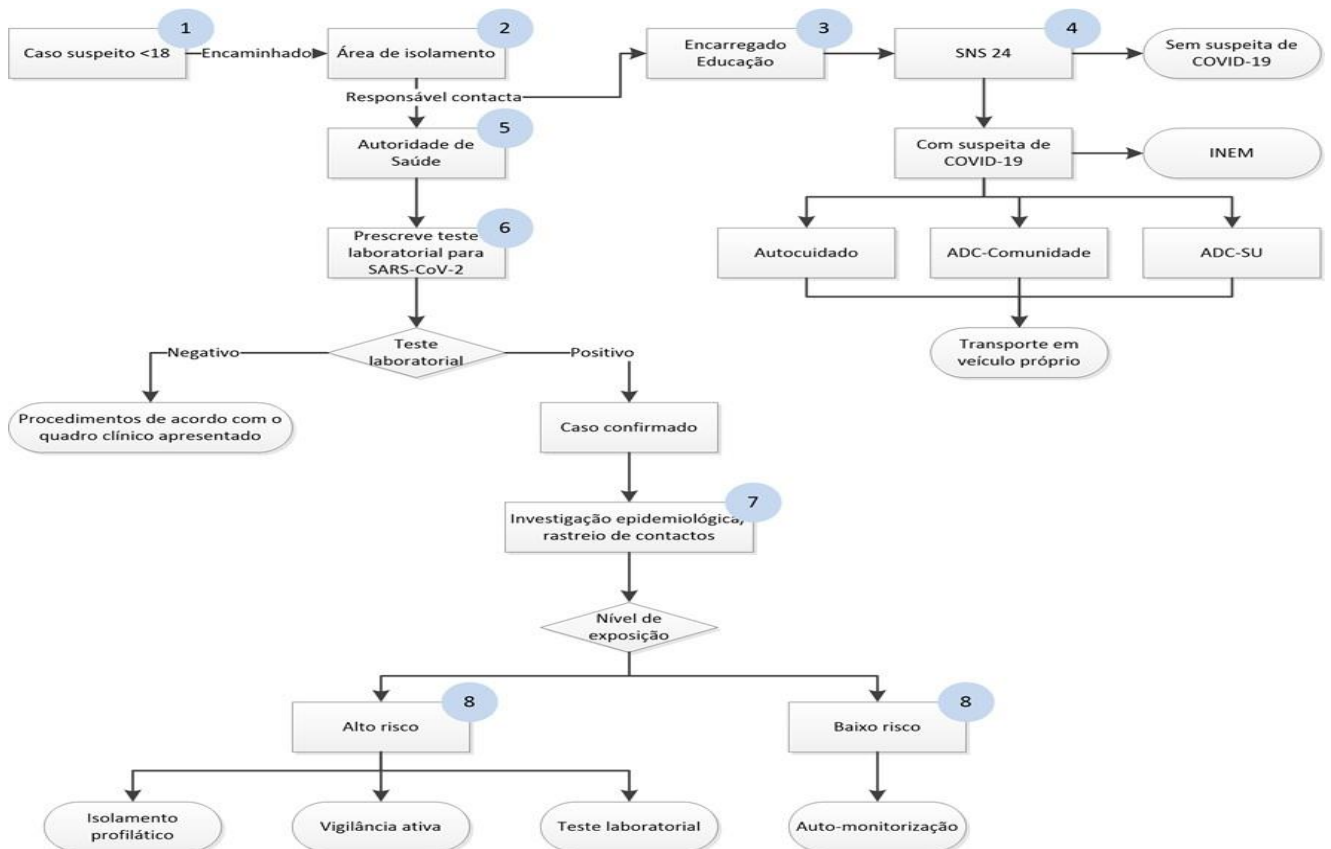 1
Caso suspeito <18
Encaminhado
2
Área de isolamento
3
Encarregado
Educação
4
SNS 24
Sem suspeita de
COVID-19
Responsável contacta
5
Autoridade de
Saúde
Com suspeita de
COVID-19
INEM
6
Prescreve teste
laboratorial para
SARS-CoV-2
Autocuidado
ADC-Comunidade
ADC-SU
Negativo
Teste
laboratorial
Positivo
Transporte em
veículo próprio
Procedimentos de acordo com o
quadro clínico apresentado
Caso confirmado
7
Investigação epidemiológica/
rastreio de contactos
Nível de
exposição
8
Alto risco
8
Baixo risco
Isolamento
profilático
Vigilância ativa
Teste laboratorial
Auto-monitorização